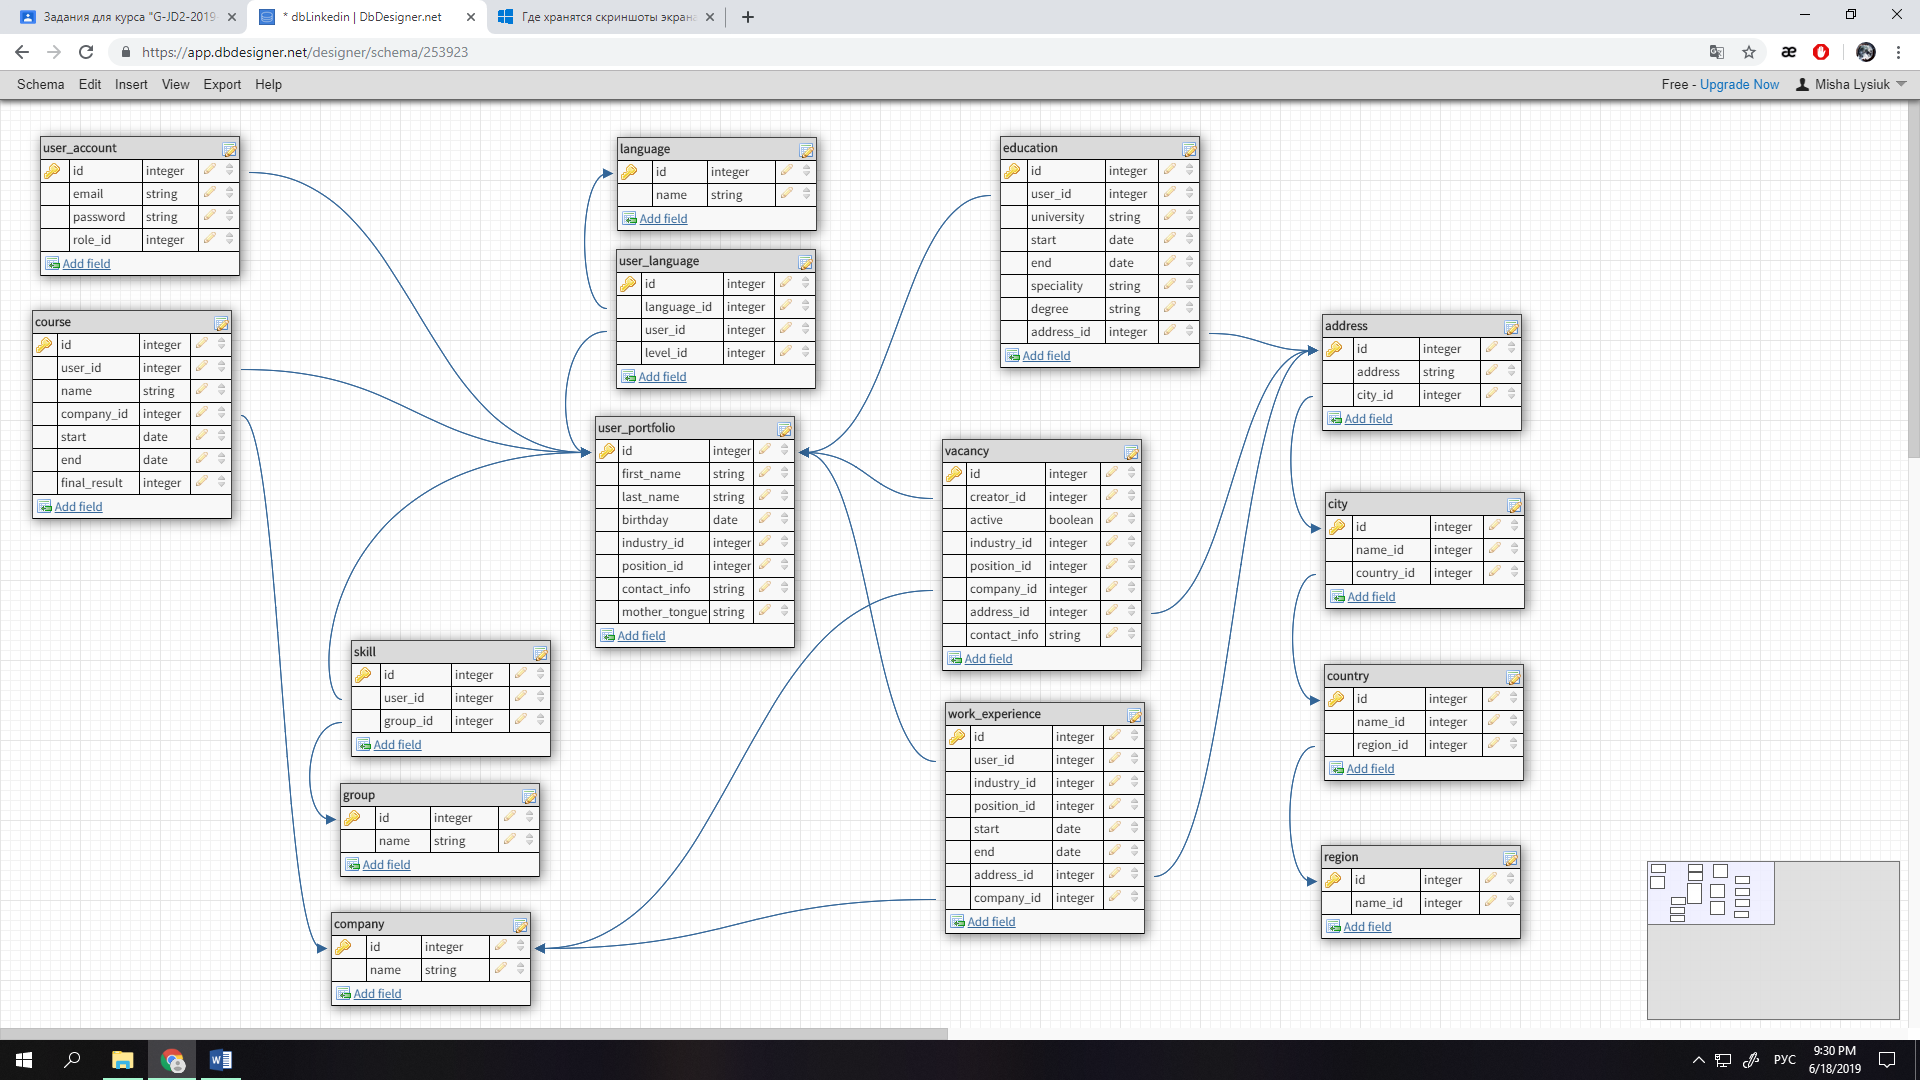 Задания для курса "G-JD2-2019-
* dbLinkedin | DbDesigner.net
Где хранятся скриншоты экрана
https://app.dbdesigner.net/designer/schema/253923
Schema Edit Insert View Export Help
Free - Upgrade Now Misha Lysiuk
user_account
id integer
email string
password string
role_id integer
Add field
course
id integer
user_id integer
name string
company_id integer
start date
end date
final_result integer
Add field
language
id integer
name string
Add field
user_language
id integer
language_id integer
user_id integer
level_id integer
Add field
user_portfolio
id integer
first_name string
last_name string
birthday date
industry_id integer
position_id integer
contact_info string
mother_tongue string
Add field
skill
id integer
user_id integer
group_id integer
Add field
group
id integer
name string
Add field
company
id integer
name string
Add field
education
id integer
user_id integer
university string
start date
end date
speciality string
degree string
address_id integer
Add field
vacancy
id integer
creator_id integer
active boolean
industry_id integer
position_id integer
company_id integer
address_id integer
contact_info string
Add field
work_experience
id integer
user_id integer
industry_id integer
position_id integer
start date
end date
address_id integer
company_id integer
Add field
address
id integer
address string
city_id integer
Add field
city
id integer
name_id integer
country_id integer
Add field
country
id integer
name_id integer
region_id integer
Add field
region
id integer
name_id integer
Add field
РУС
9:30 PM
6/18/2019